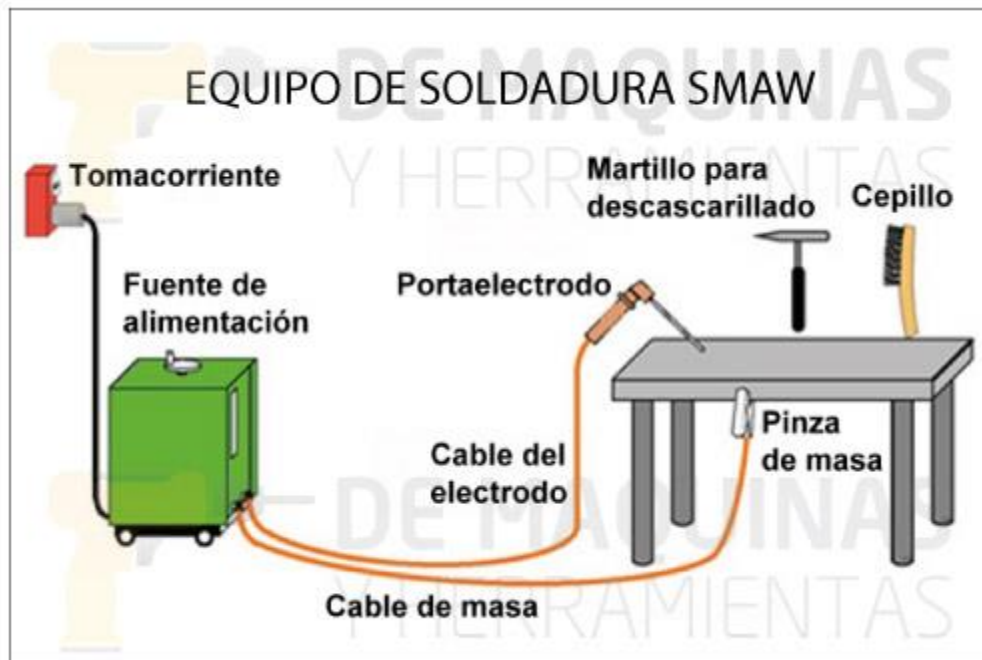 EQUIPO DE SOLDADURA SMAW
DE MAQUINAS
Y HERRAMIENTAS
Tomacorriente
Martillo para
descascarillado
Cepillo
Fuente de
alimentación
Portaelectrodo
Pinza
de masa
Cable del
electrodo
DE MAQUINAS
Y HERRAMIENTAS
Cable de masa